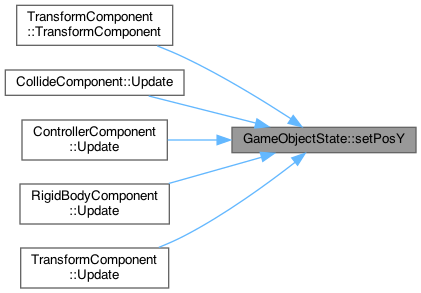 TransformComponent
::TransformComponent
CollideComponent::Update
ControllerComponent
::Update
GameObjectState::setPosY
RigidBodyComponent
::Update
TransformComponent
::Update